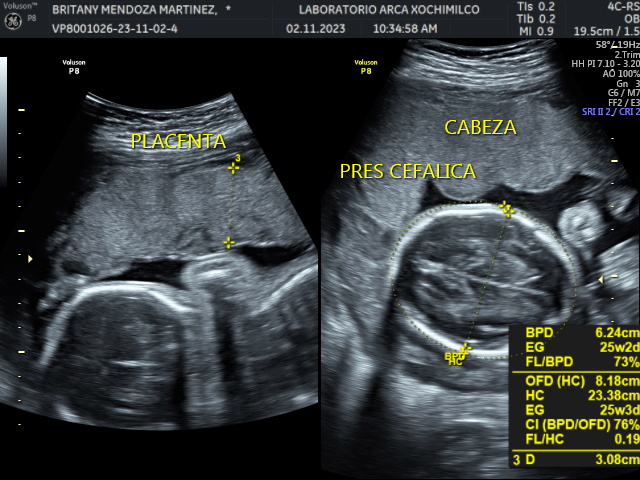 Voluson™
P8
BRITANY MENDOZA MARTINEZ, *
LABORATORIO ARCA XOCHIMILCO
TIs 0.2
4C-RS
VP8001026-23-11-02-4
02.11.2023
10:34:58 AM
TIb 0.2
OB
MI 0.9
19.5cm / 1.5
58°/ 19Hz
2.Trim
HH PI 7.10 - 3.20
AO 100%
Gn 3
C6 / M7
FF2 / E3
SRI II 2 / CRI 2
Voluson
P8
Voluson
P8
PLACENTA
3
CABEZA
PRES CEFALICA
BPD
HC
BPD 6.24cm
EG 25w2d
FL/BPD 73%
OFD (HC) 8.18cm
HC 23.38cm
EG 25w3d
CI (BPD/OFD) 76%
FL/HC 0.19
3 D 3.08cm